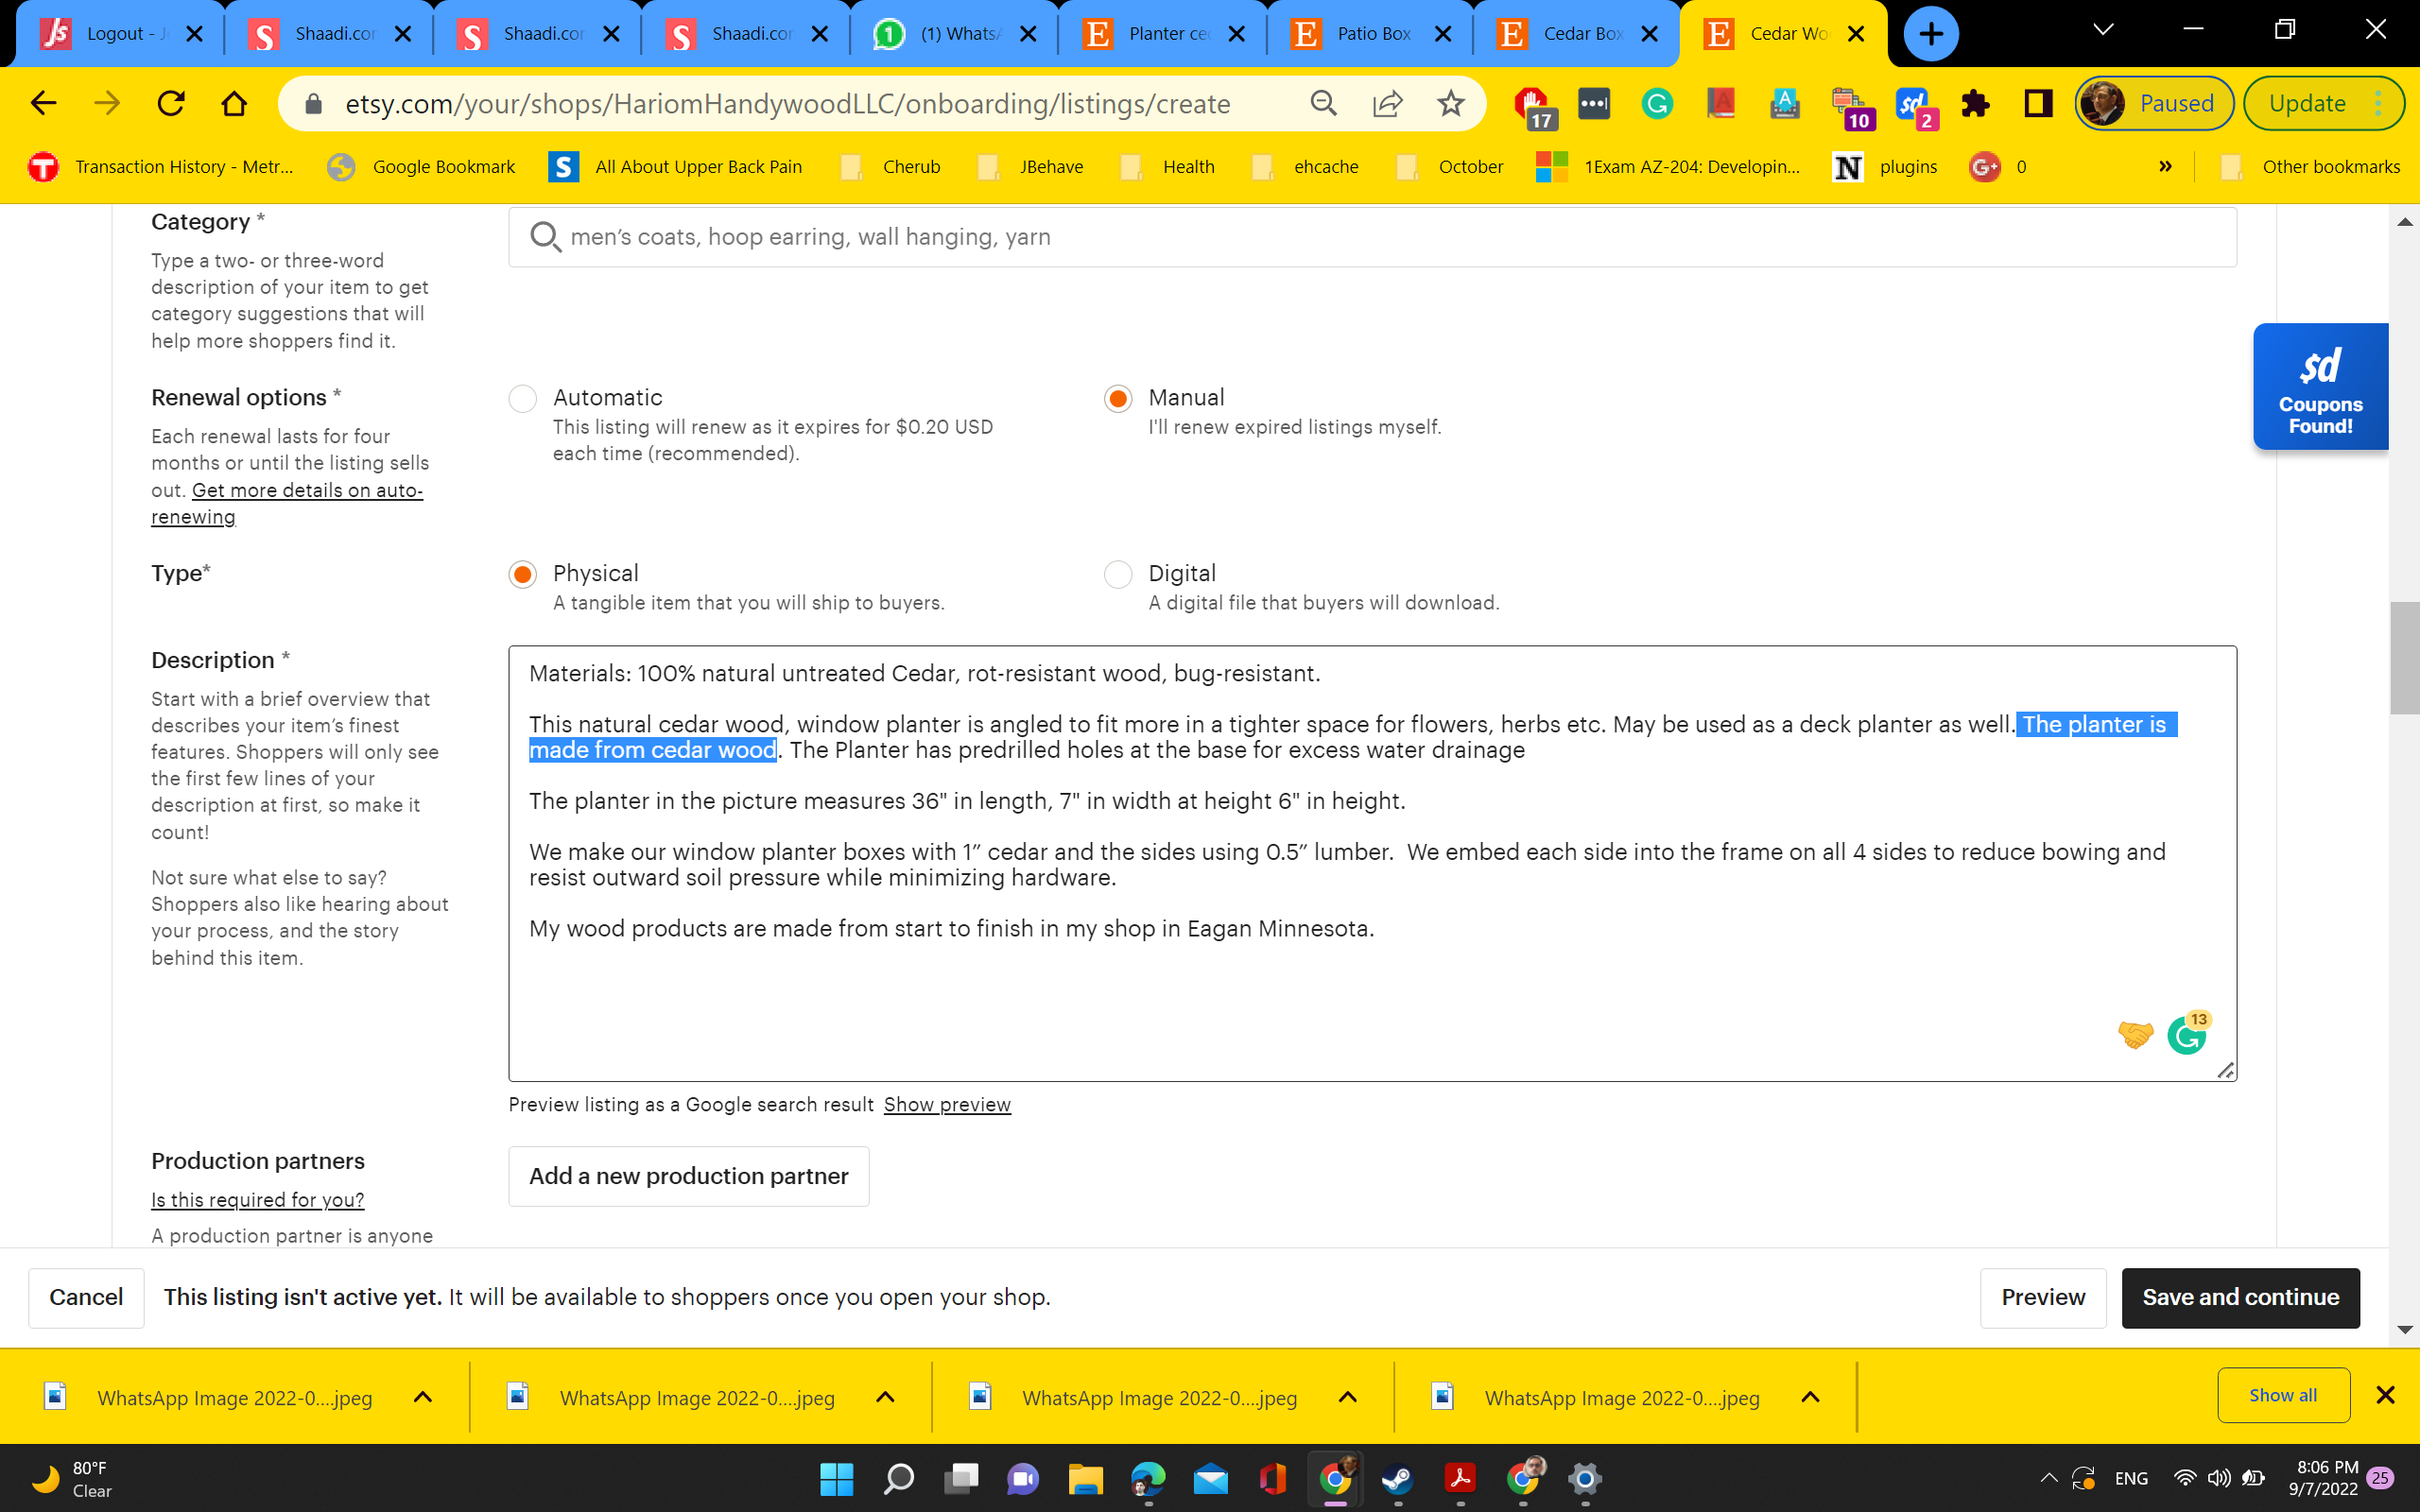 Logout - J
Shaadi.cor
Shaadi.cor
Shaadi.cor
(1) WhatsA
Planter ce
Patio Box
Cedar Box
Cedar Wo
etsy.com/your/shops/HariomHandywoodLLC/onboarding/listings/create
17
10
2
Paused
Update
Transaction History - Metr...
Google Bookmark
All About Upper Back Pain
Cherub
JBehave
Health
ehcache
October
1Exam AZ-204: Developin...
plugins
0
»
Other bookmarks
Category *
men's coats, hoop earring, wall hanging, yarn
Type a two- or three-word
description of your item to get
category suggestions that will
help more shoppers find it.
$d
Coupons
Found!
Renewal options *
Each renewal lasts for four
months or until the listing sells
out. Get more details on auto-
renewing
Automatic
This listing will renew as it expires for $0.20 USD
each time (recommended).
Manual
I'll renew expired listings myself.
Type*
Physical
A tangible item that you will ship to buyers.
Digital
A digital file that buyers will download.
Description *
Start with a brief overview that
describes your item's finest
features. Shoppers will only see
the first few lines of your
description at first, so make it
count!
Not sure what else to say?
Shoppers also like hearing about
your process, and the story
behind this item.
Materials: 100% natural untreated Cedar, rot-resistant wood, bug-resistant.
This natural cedar wood, window planter is angled to fit more in a tighter space for flowers, herbs etc. May be used as a deck planter as well. The planter is
made from cedar wood. The Planter has predrilled holes at the base for excess water drainage
The planter in the picture measures 36" in length, 7" in width at height 6" in height.
We make our window planter boxes with 1” cedar and the sides using 0.5” lumber.  We embed each side into the frame on all 4 sides to reduce bowing and
resist outward soil pressure while minimizing hardware.
My wood products are made from start to finish in my shop in Eagan Minnesota.
13
Preview listing as a Google search result Show preview
Production partners
Is this required for you?
A production partner is anyone
Add a new production partner
Cancel
This listing isn't active yet. It will be available to shoppers once you open your shop.
Preview
Save and continue
WhatsApp Image 2022-0....jpeg
WhatsApp Image 2022-0....jpeg
WhatsApp Image 2022-0....jpeg
WhatsApp Image 2022-0....jpeg
Show all
80°F
Clear
ENG
8:06 PM
9/7/2022
25